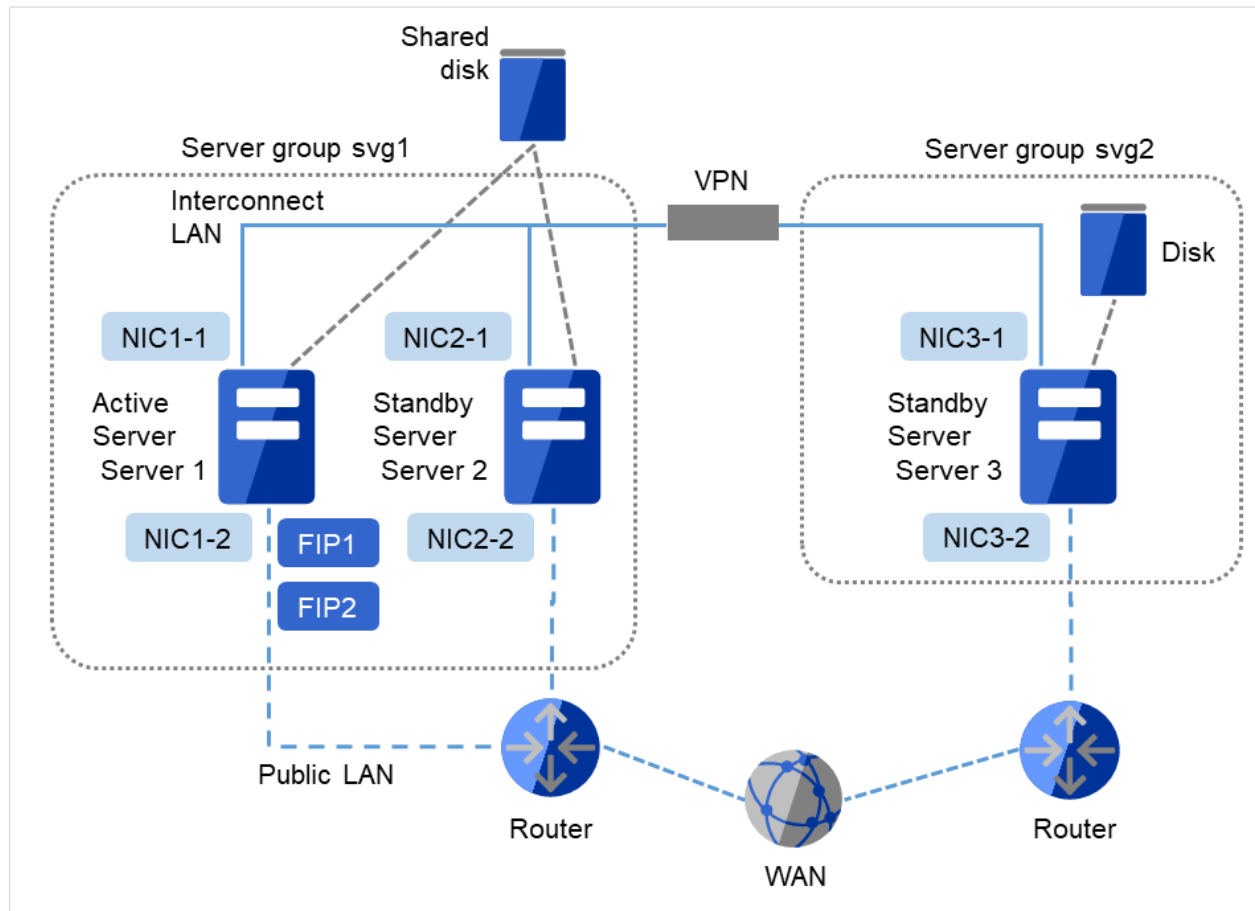 Shared
disk
Server group svg1
Server group svg2
VPN
Interconnect
LAN
Disk
NIC1-1
NIC2-1
NIC3-1
Active
Server
Server 1
Standby
Server
Server 2
Standby
Server
Server 3
NIC1-2
FIP1
NIC2-2
NIC3-2
FIP2
Public LAN
Router
Router
WAN